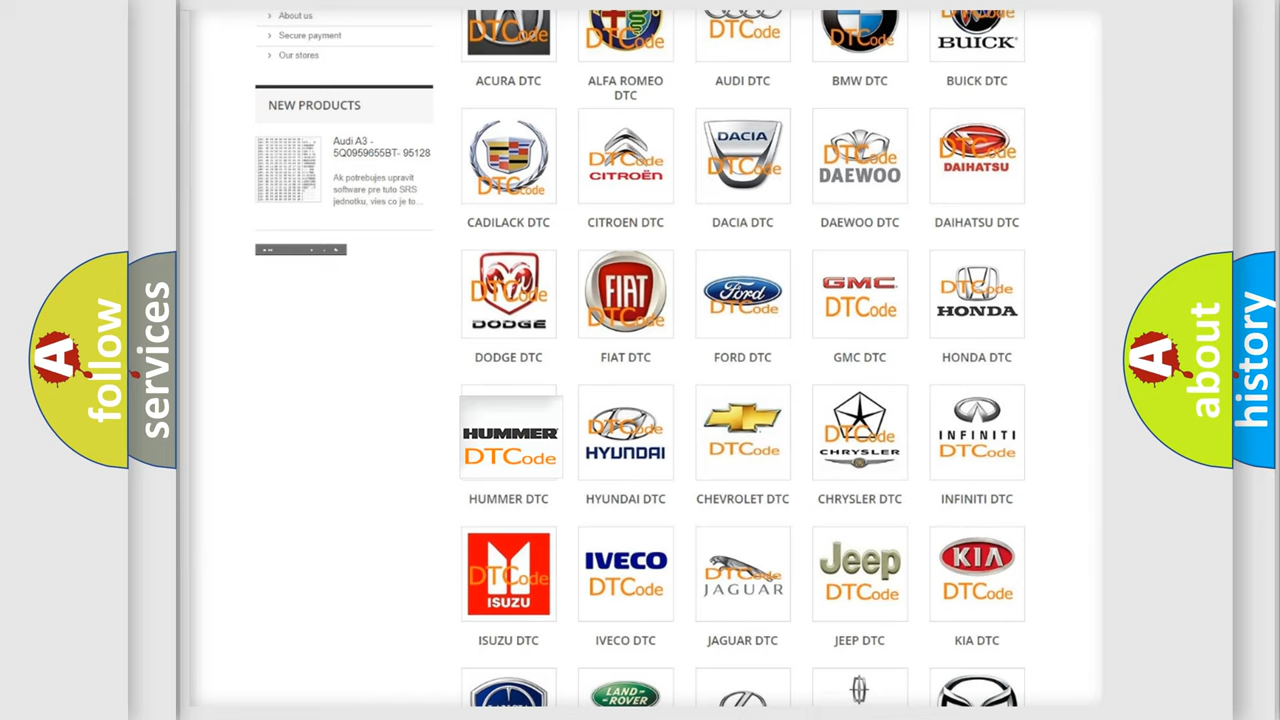 About us
Secure payment
Our stores
NEW PRODUCTS
Audi A3 -
5Q0959655BT- 95128
Ak potrebujes upravit
software pre tuto SRS
jednotku, vies co je to...
A follow
services
A about
history
DTCode
DTCode
DTCode
DTCode
BUICK
DTCode
ACURA DTC
ALFA ROMEO
DTC
AUDI DTC
BMW DTC
BUICK DTC
DTCode
DTCode
CITROËN
DACIA
DTCode
DTCode
DAEWOO
DTCode
DAIHATSU
CADILACK DTC
CITROEN DTC
DACIA DTC
DAEWOO DTC
DAIHATSU DTC
DTCode
DODGE
FIAT
DTCode
Ford
DTCode
GMC
DTCode
DTCode
HONDA
DODGE DTC
FIAT DTC
FORD DTC
GMC DTC
HONDA DTC
HUMMER
DTCode
DTCode
HYUNDAI
DTCode
DTCode
CHRYSLER
INFINITI
DTCode
HUMMER DTC
HYUNDAI DTC
CHEVROLET DTC
CHRYSLER DTC
INFINITI DTC
DTCode
ISUZU
IVECO
DTCode
DTCode
JAGUAR
Jeep
DTCode
KIA
DTCode
ISUZU DTC
IVECO DTC
JAGUAR DTC
JEEP DTC
KIA DTC
LAND-
ROVER